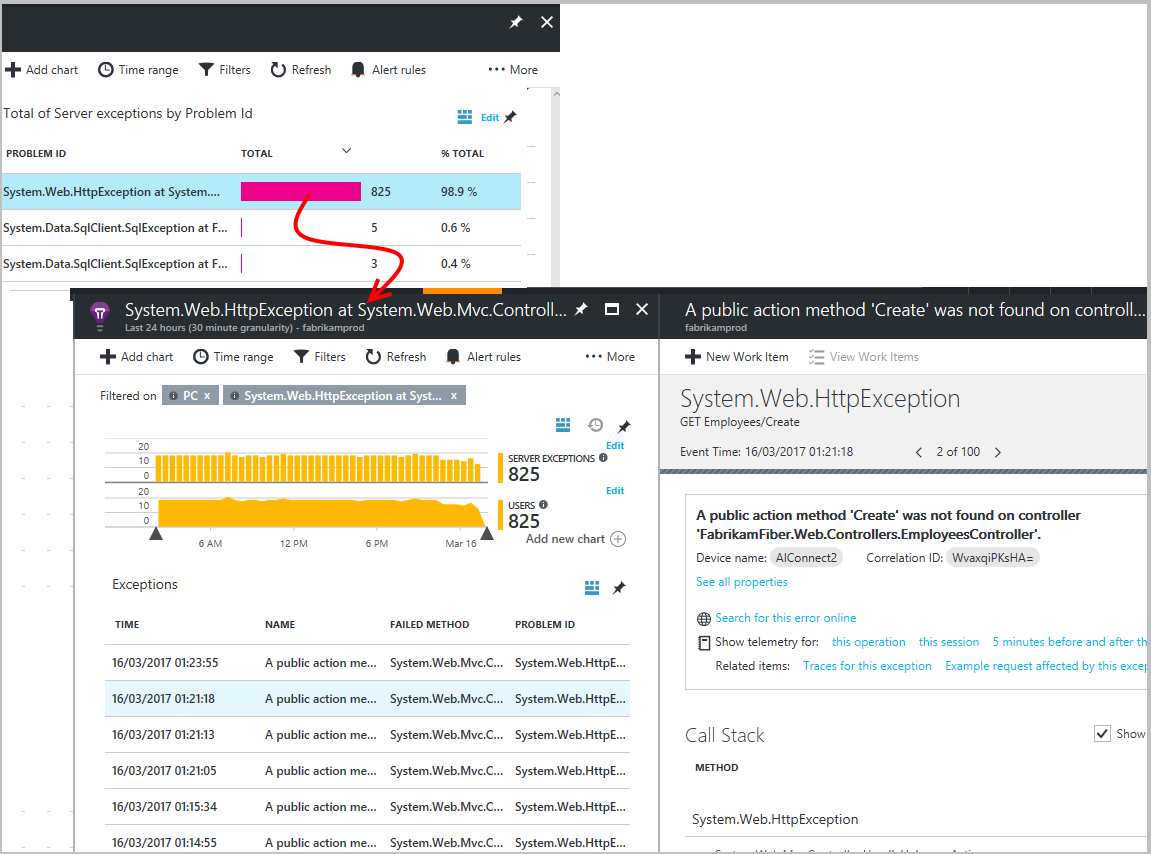 Add chart Time range Filters Refresh Alert rules ··· More
Total of Server exceptions by Problem Id
Edit
PROBLEM ID TOTAL % TOTAL
System.Web.HttpException at System.... 825 98.9 %
System.Data.SqlClient.SqlException at F... 5 0.6 %
System.Data.SqlClient.SqlException at F... 3 0.4 %
System.Web.HttpException at System.Web.Mvc.Controll...
Last 24 hours (30 minute granularity) - fabrikamprod
Add chart Time range Filters Refresh Alert rules ··· More
Filtered on PC x System.Web.HttpException at Syst... x
Edit
20
10
0
SERVER EXCEPTIONS
825
Edit
20
10
0
USERS
825
6 AM 12 PM 6 PM Mar 16
Add new chart
Exceptions
TIME NAME FAILED METHOD PROBLEM ID
16/03/2017 01:23:55 A public action me... System.Web.Mvc.C... System.Web.HttpE...
16/03/2017 01:21:18 A public action me... System.Web.Mvc.C... System.Web.HttpE...
16/03/2017 01:21:13 A public action me... System.Web.Mvc.C... System.Web.HttpE...
16/03/2017 01:21:05 A public action me... System.Web.Mvc.C... System.Web.HttpE...
16/03/2017 01:15:34 A public action me... System.Web.Mvc.C... System.Web.HttpE...
16/03/2017 01:14:55 A public action me... System.Web.Mvc.C... System.Web.HttpE...
A public action method 'Create' was not found on controll...
fabrikamprod
New Work Item View Work Items
System.Web.HttpException
GET Employees/Create
Event Time: 16/03/2017 01:21:18 < 2 of 100 >
A public action method 'Create' was not found on controller
'FabrikamFiber.Web.Controllers.EmployeesController'.
Device name: AIConnect2 Correlation ID: WvaxqiPKsHA=
See all properties
Search for this error online
Show telemetry for: this operation this session 5 minutes before and after th
Related items: Traces for this exception Example request affected by this excep
Call Stack
Show
METHOD
System.Web.HttpException